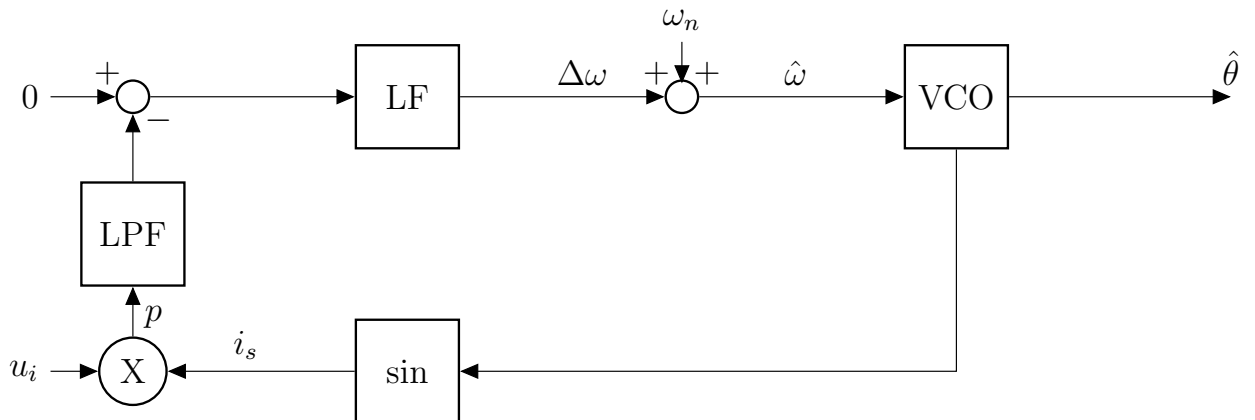 ω_n
0 + − LF Δω + + ω̂ VCO θ̂
LPF
p
u_i X i_s sin